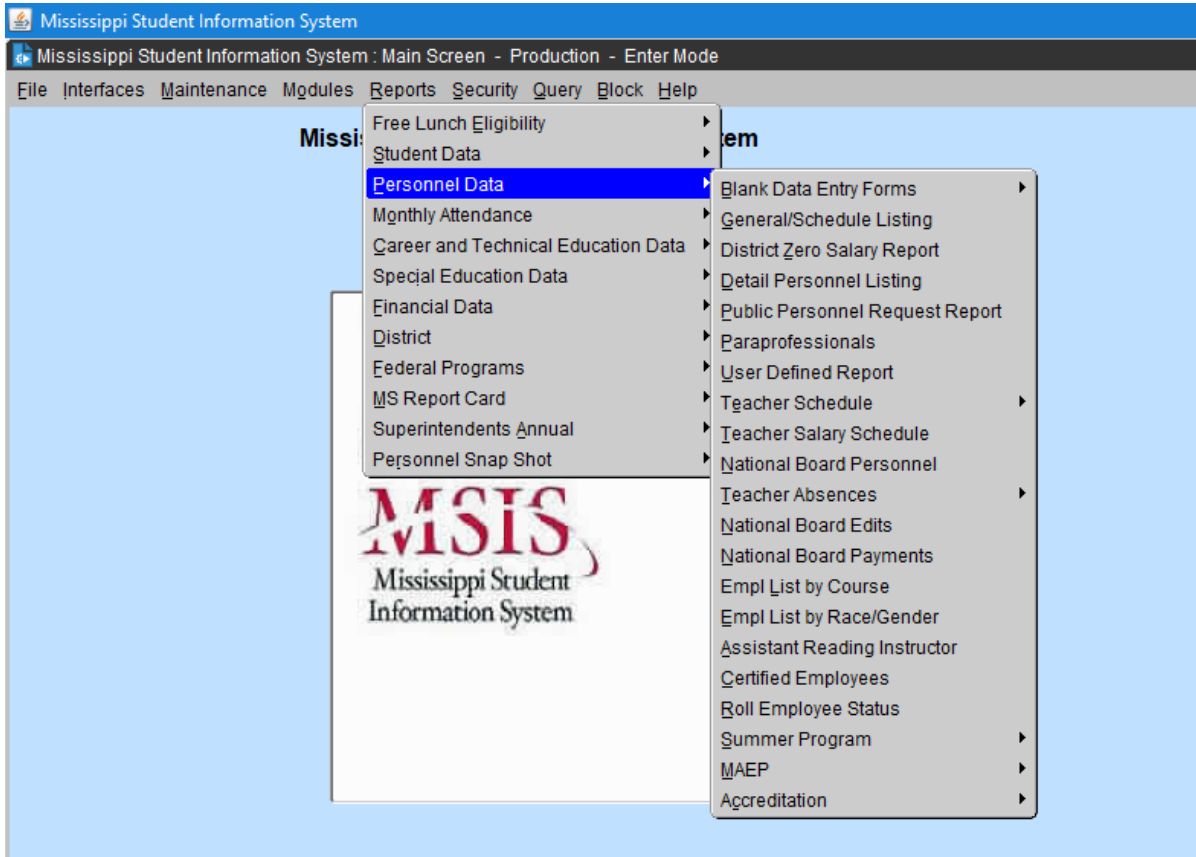 Mississippi Student Information System
Mississippi Student Information System : Main Screen - Production - Enter Mode
File Interfaces Maintenance Modules Reports Security Query Block Help
Missi
tem
Free Lunch Eligibility
Student Data
Personnel Data
Monthly Attendance
Career and Technical Education Data
Special Education Data
Financial Data
District
Federal Programs
MS Report Card
Superintendents Annual
Personnel Snap Shot
Blank Data Entry Forms
General/Schedule Listing
District Zero Salary Report
Detail Personnel Listing
Public Personnel Request Report
Paraprofessionals
User Defined Report
Teacher Schedule
Teacher Salary Schedule
National Board Personnel
Teacher Absences
National Board Edits
National Board Payments
Empl List by Course
Empl List by Race/Gender
Assistant Reading Instructor
Certified Employees
Roll Employee Status
Summer Program
MAEP
Accreditation
MSIS
Mississippi Student
Information System